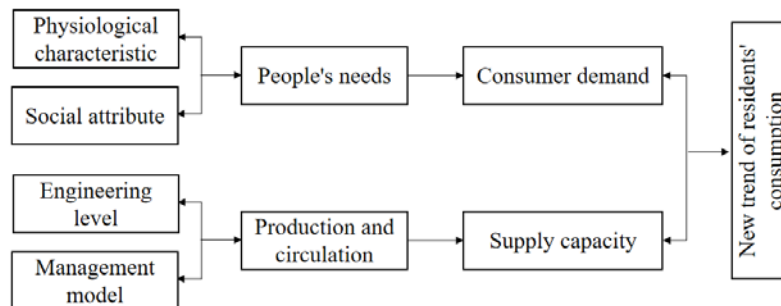 Physiological
characteristic
Social attribute
People's needs
Consumer demand
Engineering
level
Management
model
Production and
circulation
Supply capacity
New trend of residents'
consumption